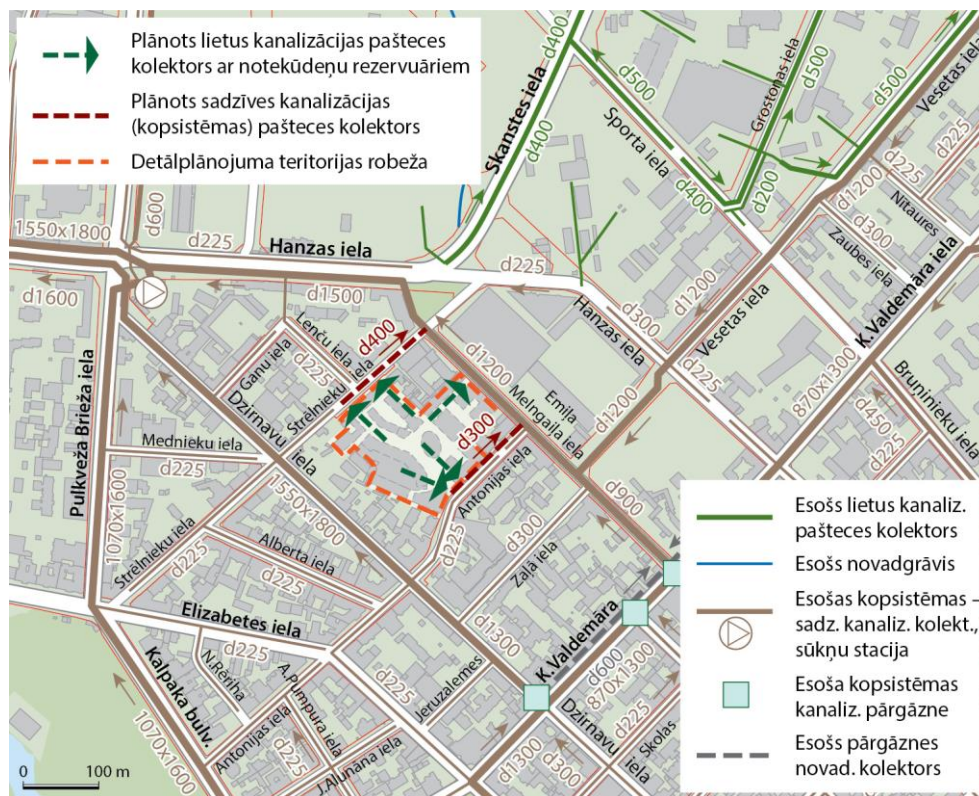 Plānots lietus kanalizācijas pašteces
kolektors ar notekūdeņu rezervuāriem
Plānots sadzīves kanalizācijas
(kopsistēmas) pašteces kolektors
Detālplānojuma teritorijas robeža
d400
Skanstes iela
d400
d500
Sporta iela
d400
Grostonas iela
d500
d200
d500
Vesetas iela
d225
d1200
Nītaures
d300
Zaubes iela
1550x1800
d600
d225
Hanzas iela
d225
d1600
d1500
Hanzas iela
d300
d1200
Vesetas iela
K.Valdemāra iela
Lenču iela
d400
Ganu iela
d225
Strēlnieku iela
d1200
Emīla
Melngaiļa iela
d1200
d225
870x1300
Bruņinieku iela
d450
Pulkveža Brieža iela
Dzirnavu
iela
Mednieku iela
d225
d300
Antonijas iela
1070x1600
1550x1800
d225
d300
Zaļā iela
d900
Strēlnieku iela
d225
Alberta iela
d225
Elizabetes iela
d225
N.Rēriha
A.Pumpura iela
d225
Jeruzalemes
d1300
K. Valdemāra
d600
870x1300
Dzirnavu
iela
d225
Skolas
Kalpaka bulv.
1070x1600
Antonijas iela
d225
J.Alunāna iela
d1300
d300
0 100 m
Esošs lietus kanaliz.
pašteces kolektors
Esošs novadgrāvis
Esošas kopsistēmas –
sadz. kanaliz. kolekt.,
sūkņu stacija
Esoša kopsistēmas
kanaliz. pārgāzne
Esošs pārgāznes
novad. kolektors